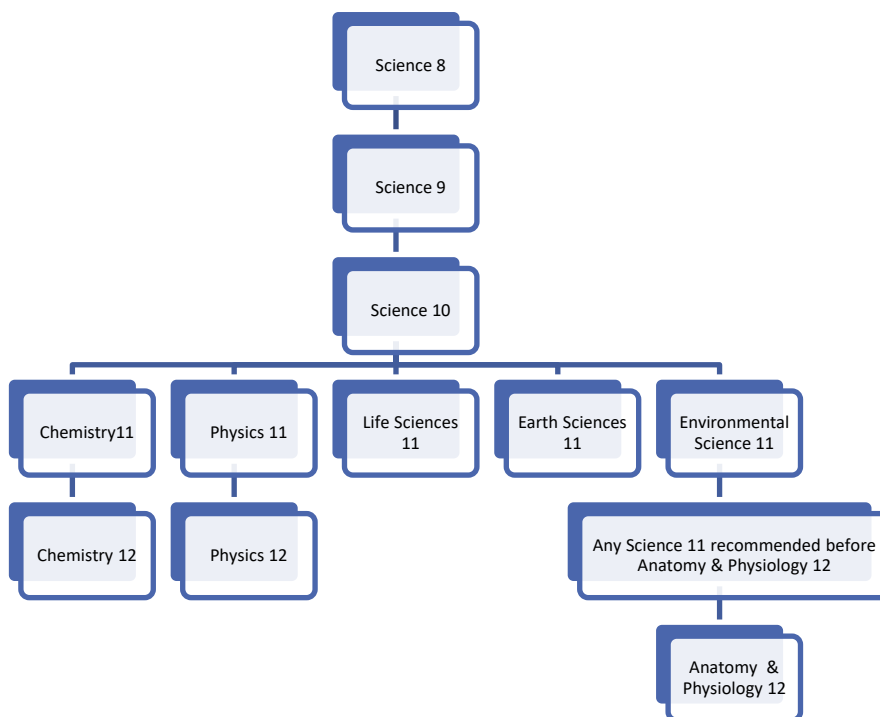 Science 8
Science 9
Science 10
Chemistry11
Physics 11
Life Sciences
11
Earth Sciences
11
Environmental
Science 11
Chemistry 12
Physics 12
Any Science 11 recommended before
Anatomy & Physiology 12
Anatomy &
Physiology 12